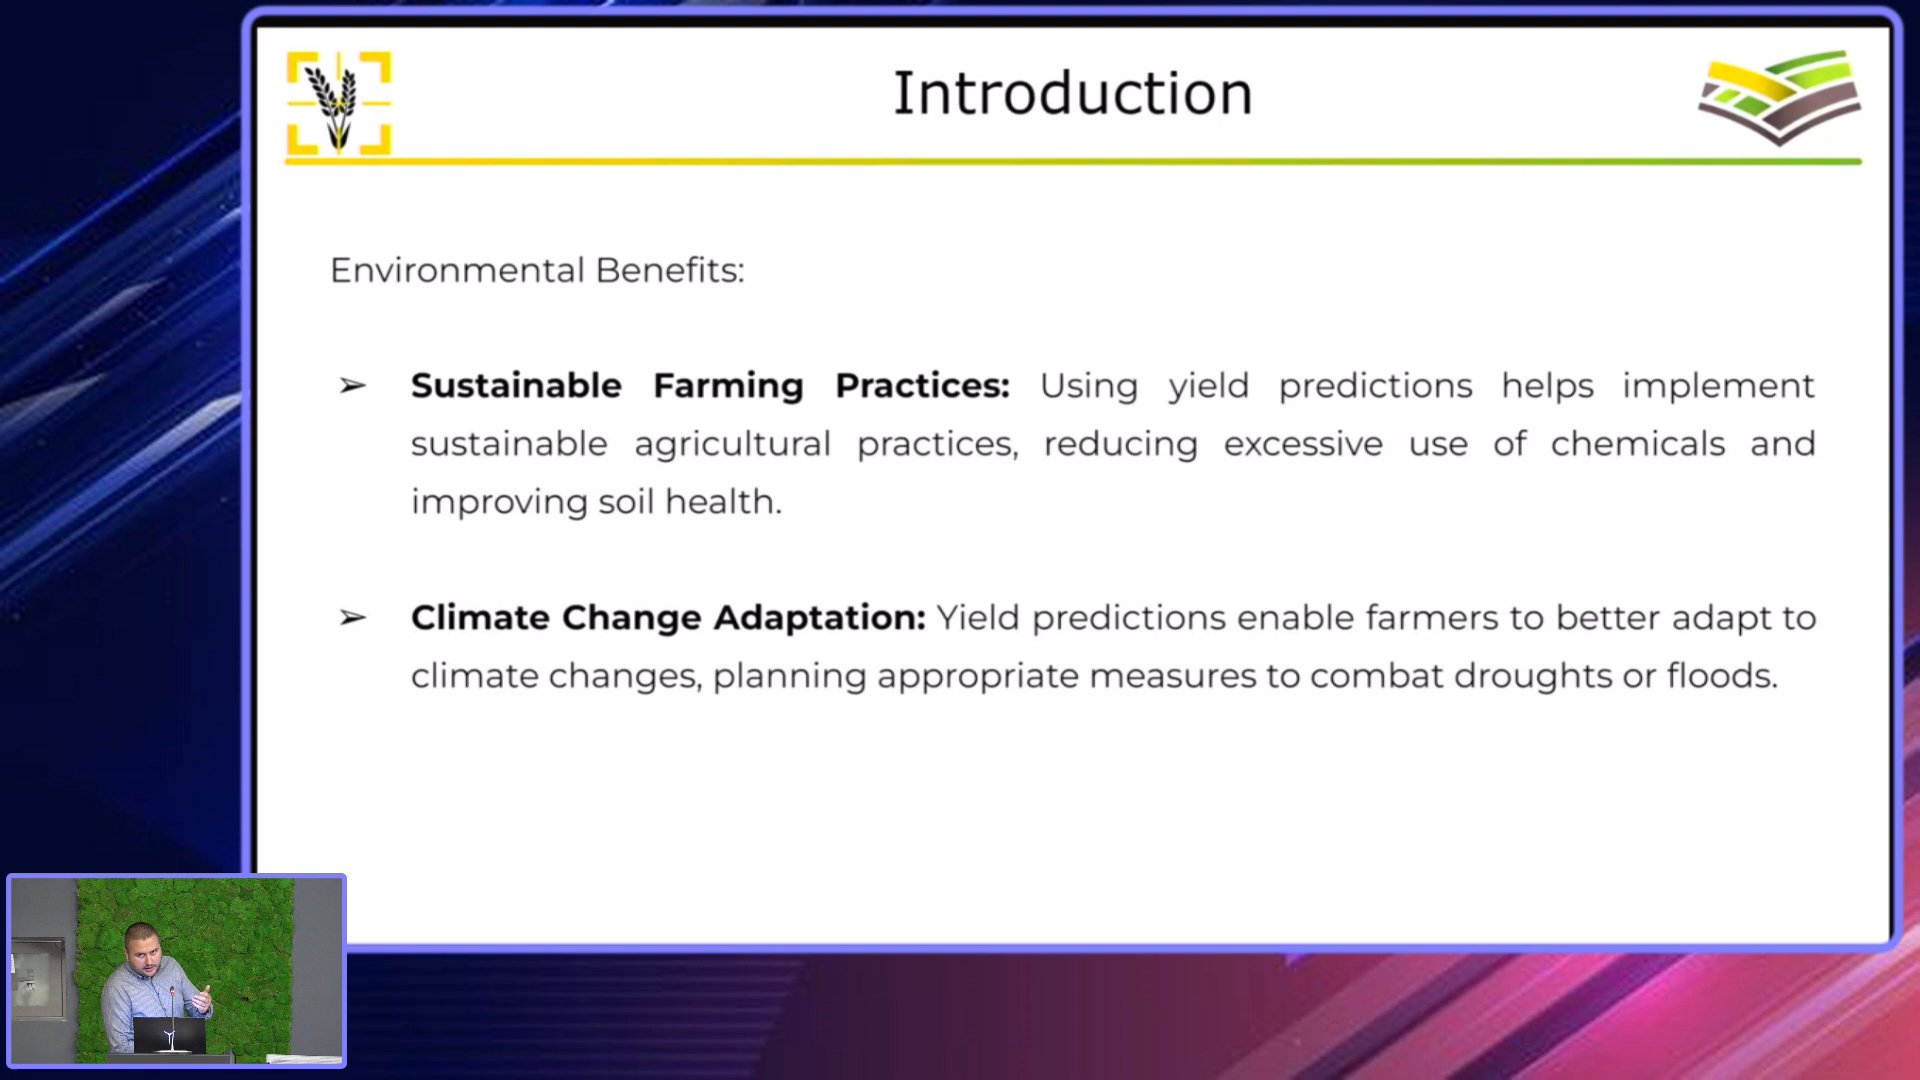 Introduction
Environmental Benefits:
➢ Sustainable Farming Practices: Using yield predictions helps implement
sustainable agricultural practices, reducing excessive use of chemicals and
improving soil health.
➢ Climate Change Adaptation: Yield predictions enable farmers to better adapt to
climate changes, planning appropriate measures to combat droughts or floods.